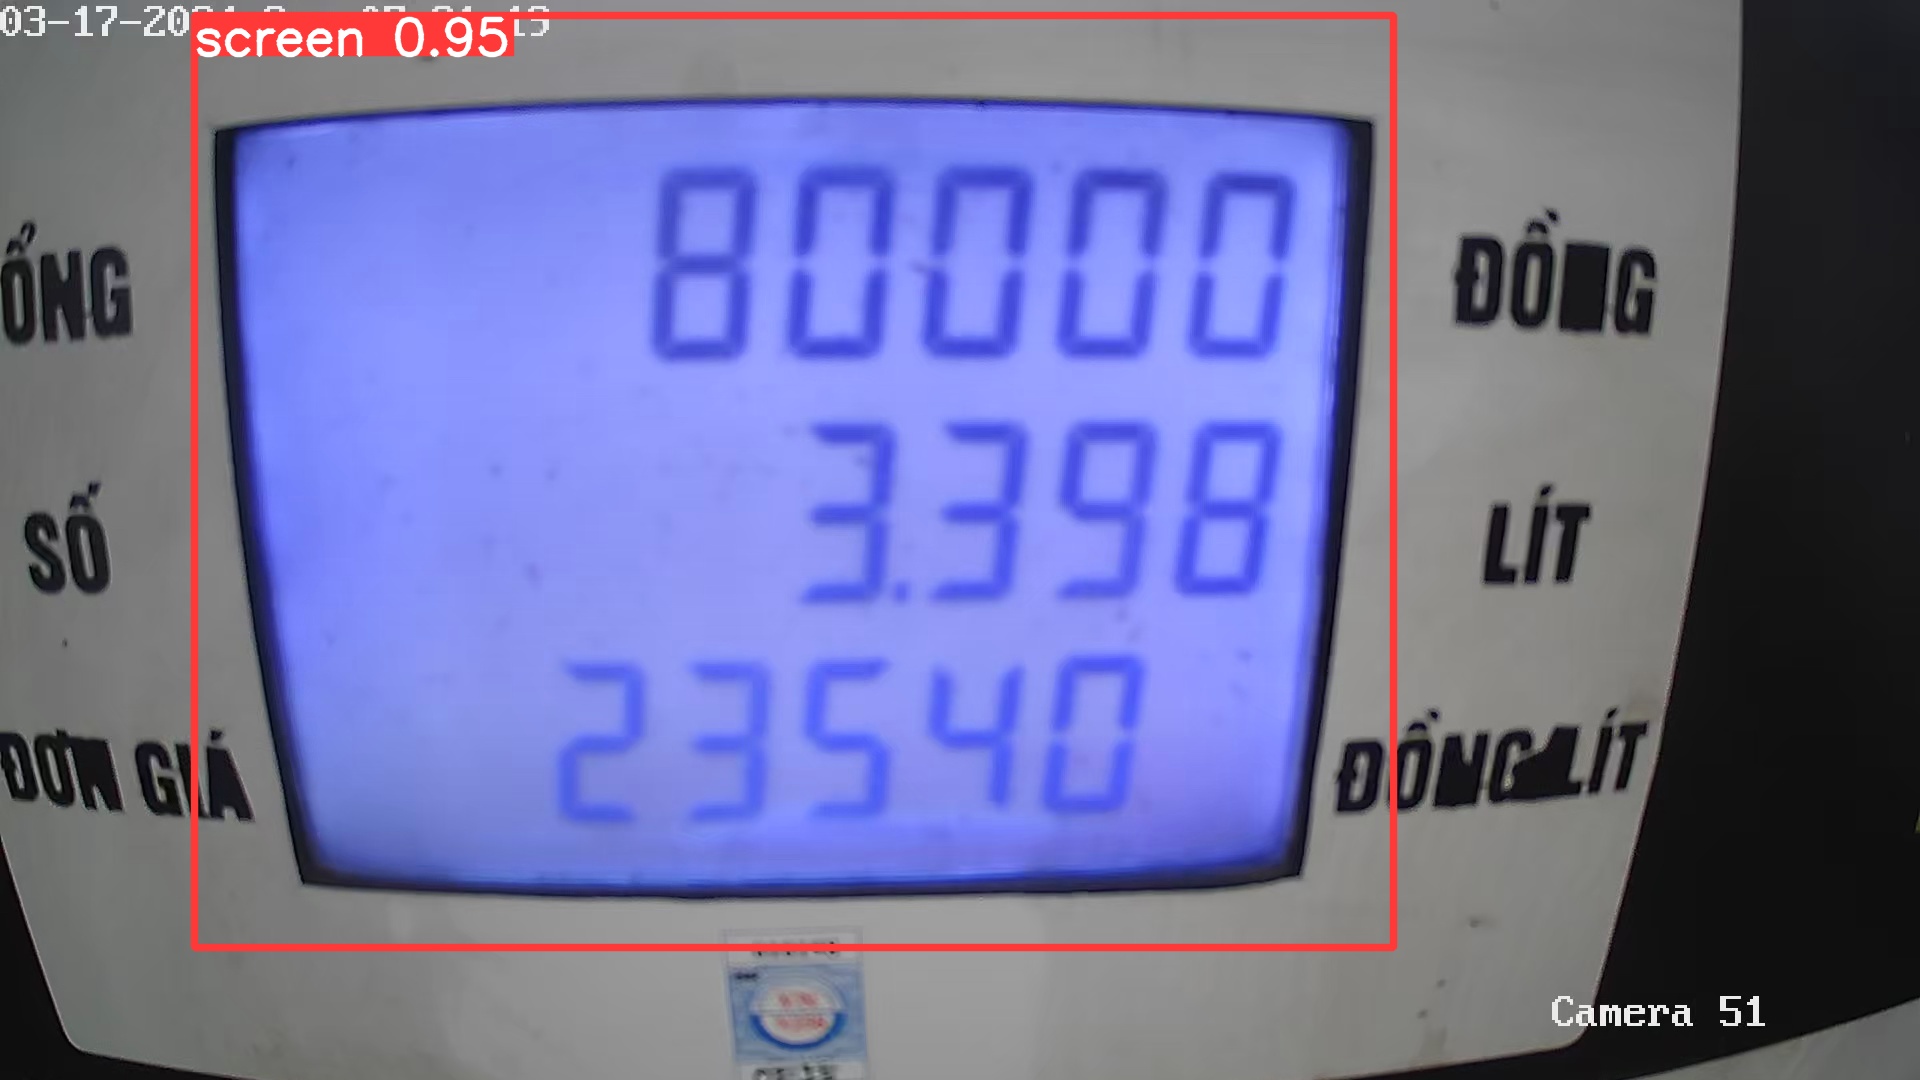 screen 0.95
ỔNG 80000 ĐỒNG
SỐ 3.398 LÍT
ĐƠN GIÁ 23540 ĐỒNG/LÍT
Camera 51